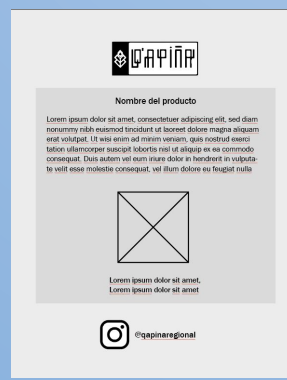 QAPIÑA
Nombre del producto
Lorem ipsum dolor sit amet, consectetuer adipiscing elit, sed diam
nonummy nibh euismod tincidunt ut laoreet dolore magna aliquam
erat volutpat. Ut wisi enim ad minim veniam, quis nostrud exerci
tation ullamcorper suscipit lobortis nisl ut aliquip ex ea commodo
consequat. Duis autem vel eum iriure dolor in hendrerit in vulputa-
te velit esse molestie consequat, vel illum dolore eu feugiat nulla
Lorem ipsum dolor sit amet,
Lorem ipsum dolor sit amet
@qapinaregional